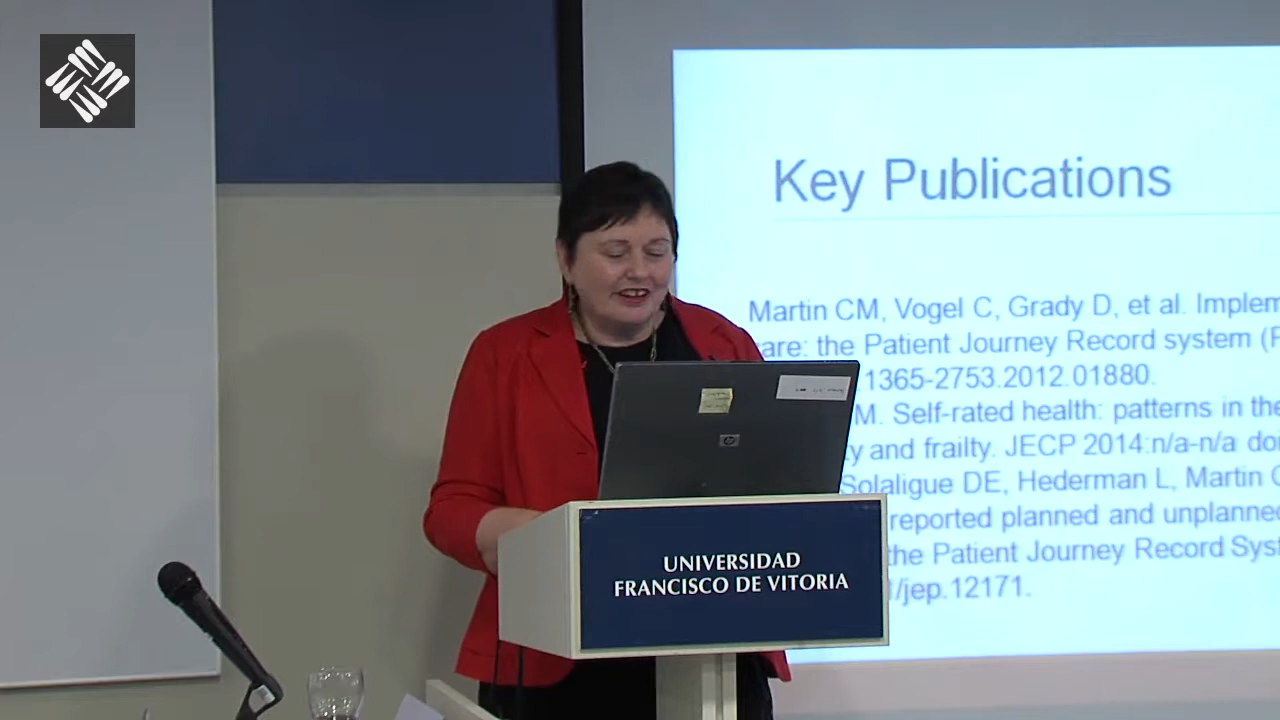 Key Publications
Martin CM, Vogel C, Grady D, et al. Implem
care: the Patient Journey Record system (
1365-2753.2012.01880.
M. Self-rated health: patterns in the
and frailty. JECP 2014:n/a-n/a
Solaligue DE, Hederman L, Martin
reported planned and unplanned
the Patient Journey Record Syst
/jep.12171.
UNIVERSIDAD
FRANCISCO DE VITORIA